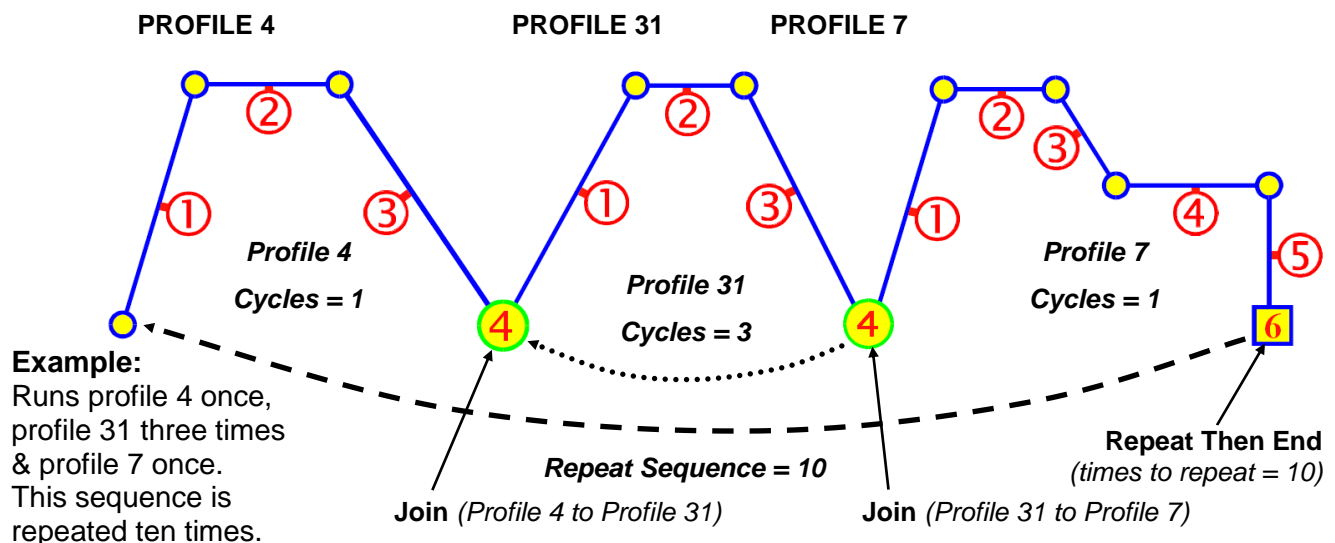 PROFILE 4
PROFILE 31
PROFILE 7
①
②
③
①
②
③
①
②
③
④
⑤
Profile 4
Cycles = 1
Profile 31
Cycles = 3
Profile 7
Cycles = 1
4
4
6
Example:
Runs profile 4 once,
profile 31 three times
& profile 7 once.
This sequence is
repeated ten times.
Repeat Sequence = 10
Join (Profile 4 to Profile 31)
Join (Profile 31 to Profile 7)
Repeat Then End
(times to repeat = 10)